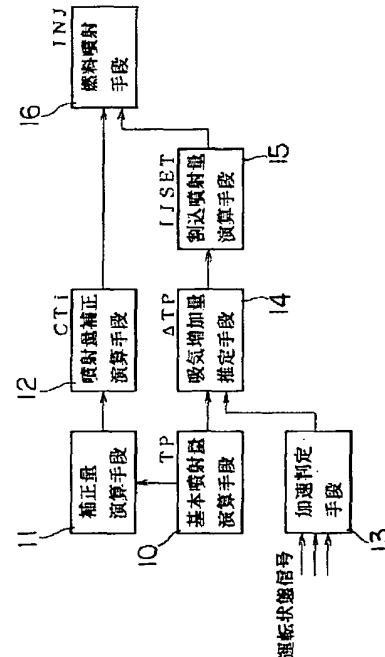 11
補正量
演算手段
12
CTi
噴射量補正
演算手段
16
INJ
燃料噴射
手段
10
TP
基本噴射量
演算手段
ΔTP
吸気増加量
推定手段
14
IJSET
割込噴射量
演算手段
15
運転状態信号
加速判定
手段
13